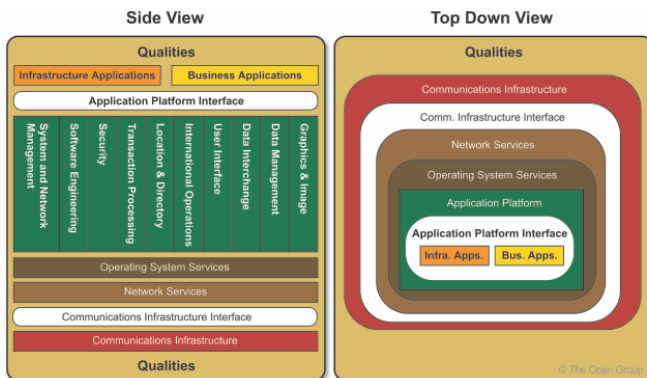 Side View
Qualities
Infrastructure Applications
Business Applications
Application Platform Interface
System and Network
Management
Software Engineering
Security
Transaction Processing
Location & Directory
International Operations
User Interface
Data Interchange
Data Management
Graphics & Image
Operating System Services
Network Services
Communications Infrastructure Interface
Communications Infrastructure
Qualities
Top Down View
Qualities
Communications Infrastructure
Comm. Infrastructure Interface
Network Services
Operating System Services
Application Platform
Application Platform Interface
Infra. Apps.
Bus. Apps.
© The Open Group